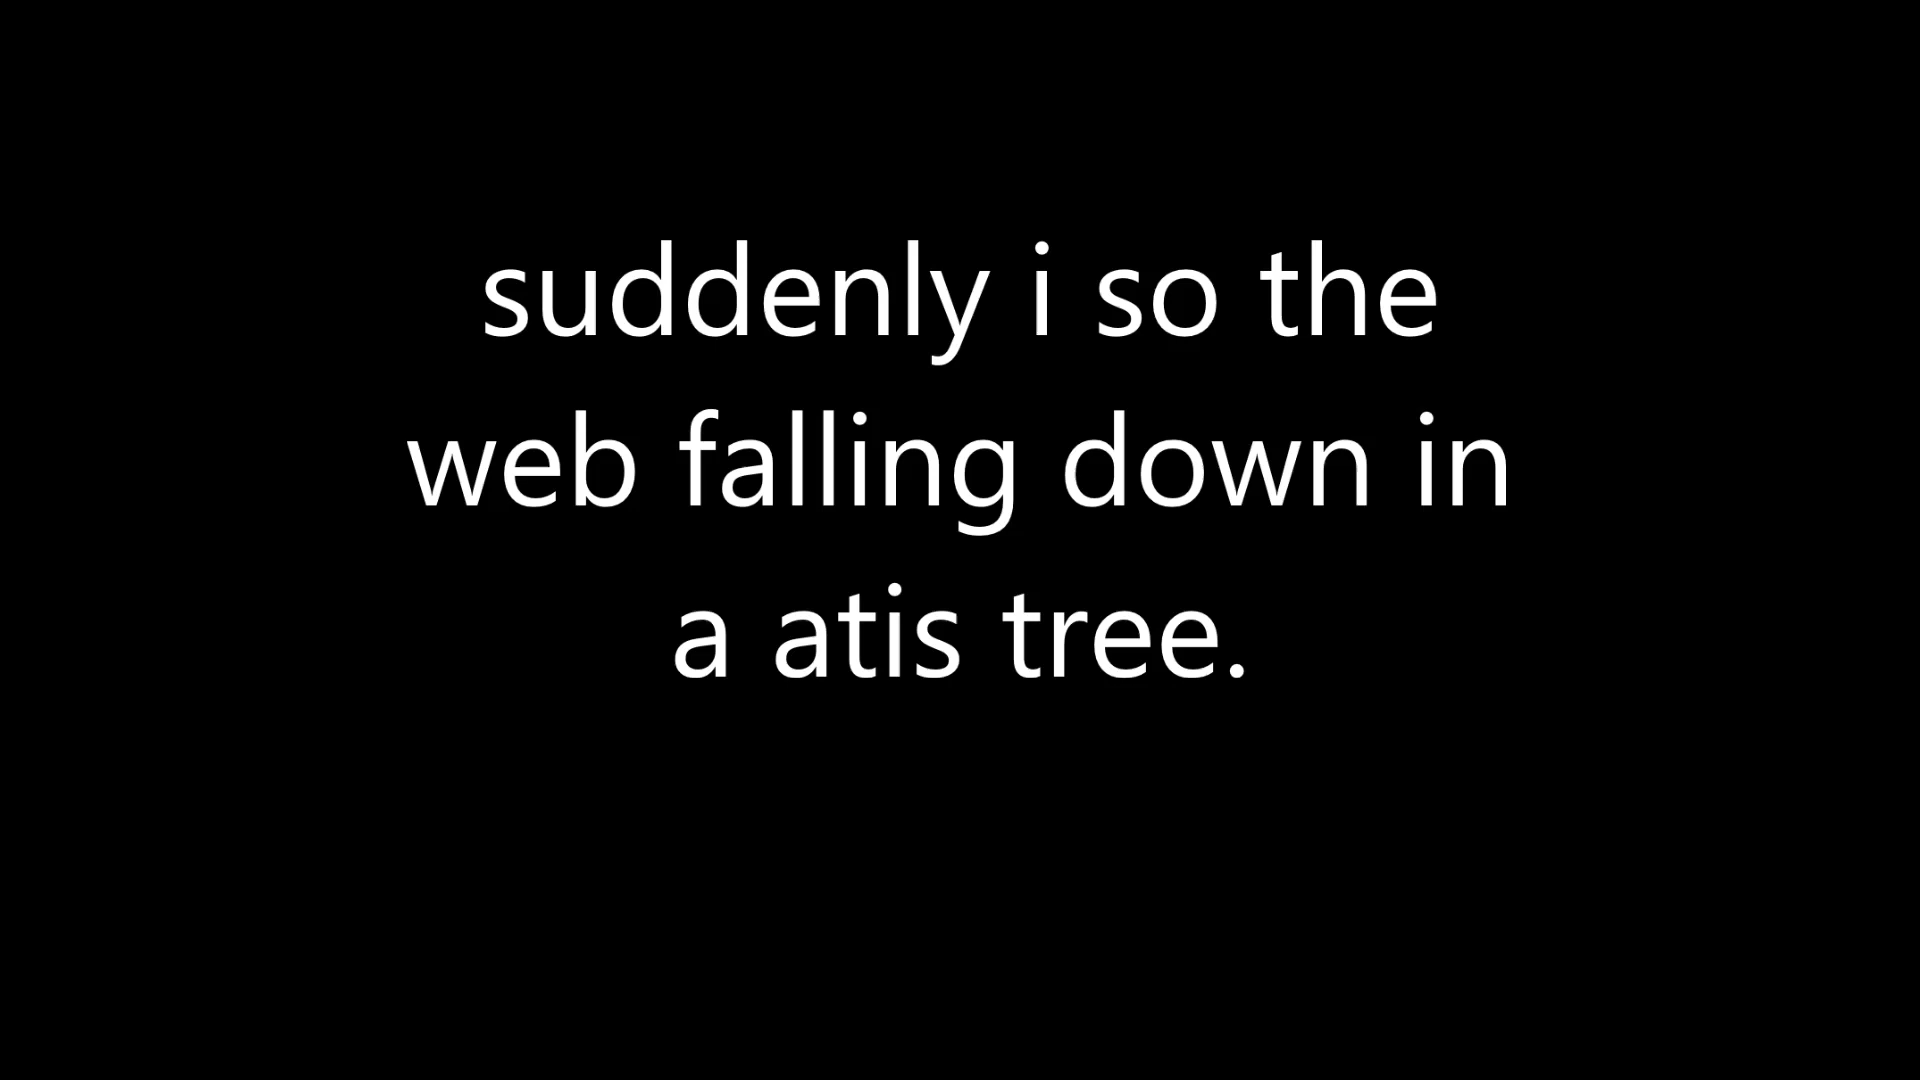 suddenly i so the
web falling down in
a atis tree.